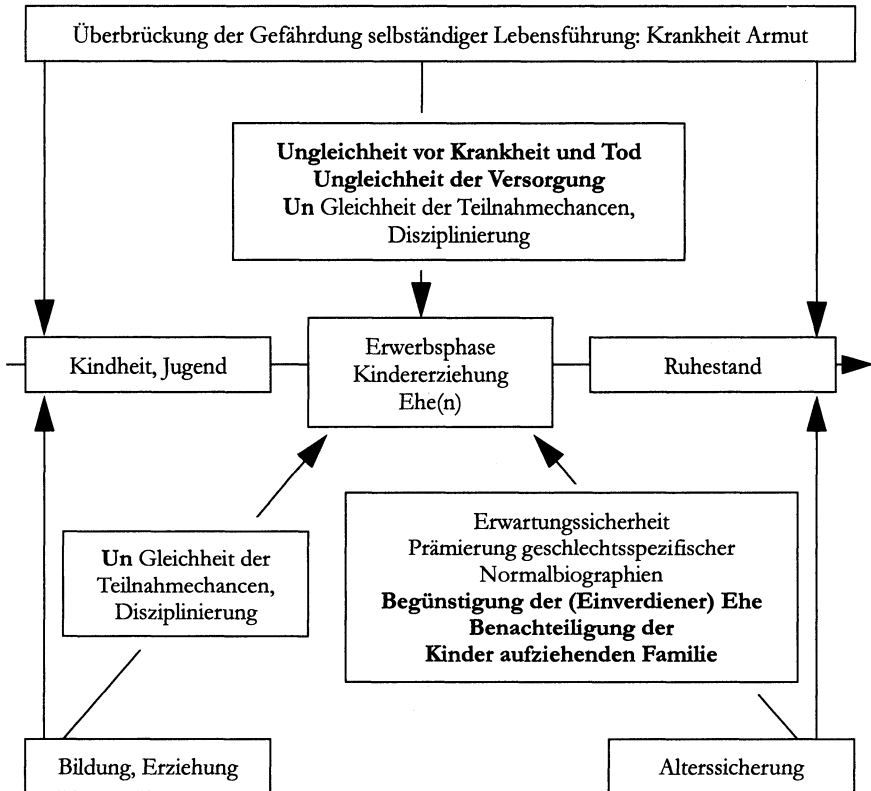 Überbrückung der Gefährdung selbständiger Lebensführung: Krankheit Armut
Ungleichheit vor Krankheit und Tod
Ungleichheit der Versorgung
Un Gleichheit der Teilnahmechancen,
Disziplinierung
Kindheit, Jugend
Erwerbsphase
Kindererziehung
Ehe(n)
Ruhestand
Un Gleichheit der
Teilnahmechancen,
Disziplinierung
Erwartungssicherheit
Prämierung geschlechtsspezifischer
Normalbiographien
Begünstigung der (Einverdiener) Ehe
Benachteiligung der
Kinder aufziehenden Familie
Bildung, Erziehung
Alterssicherung